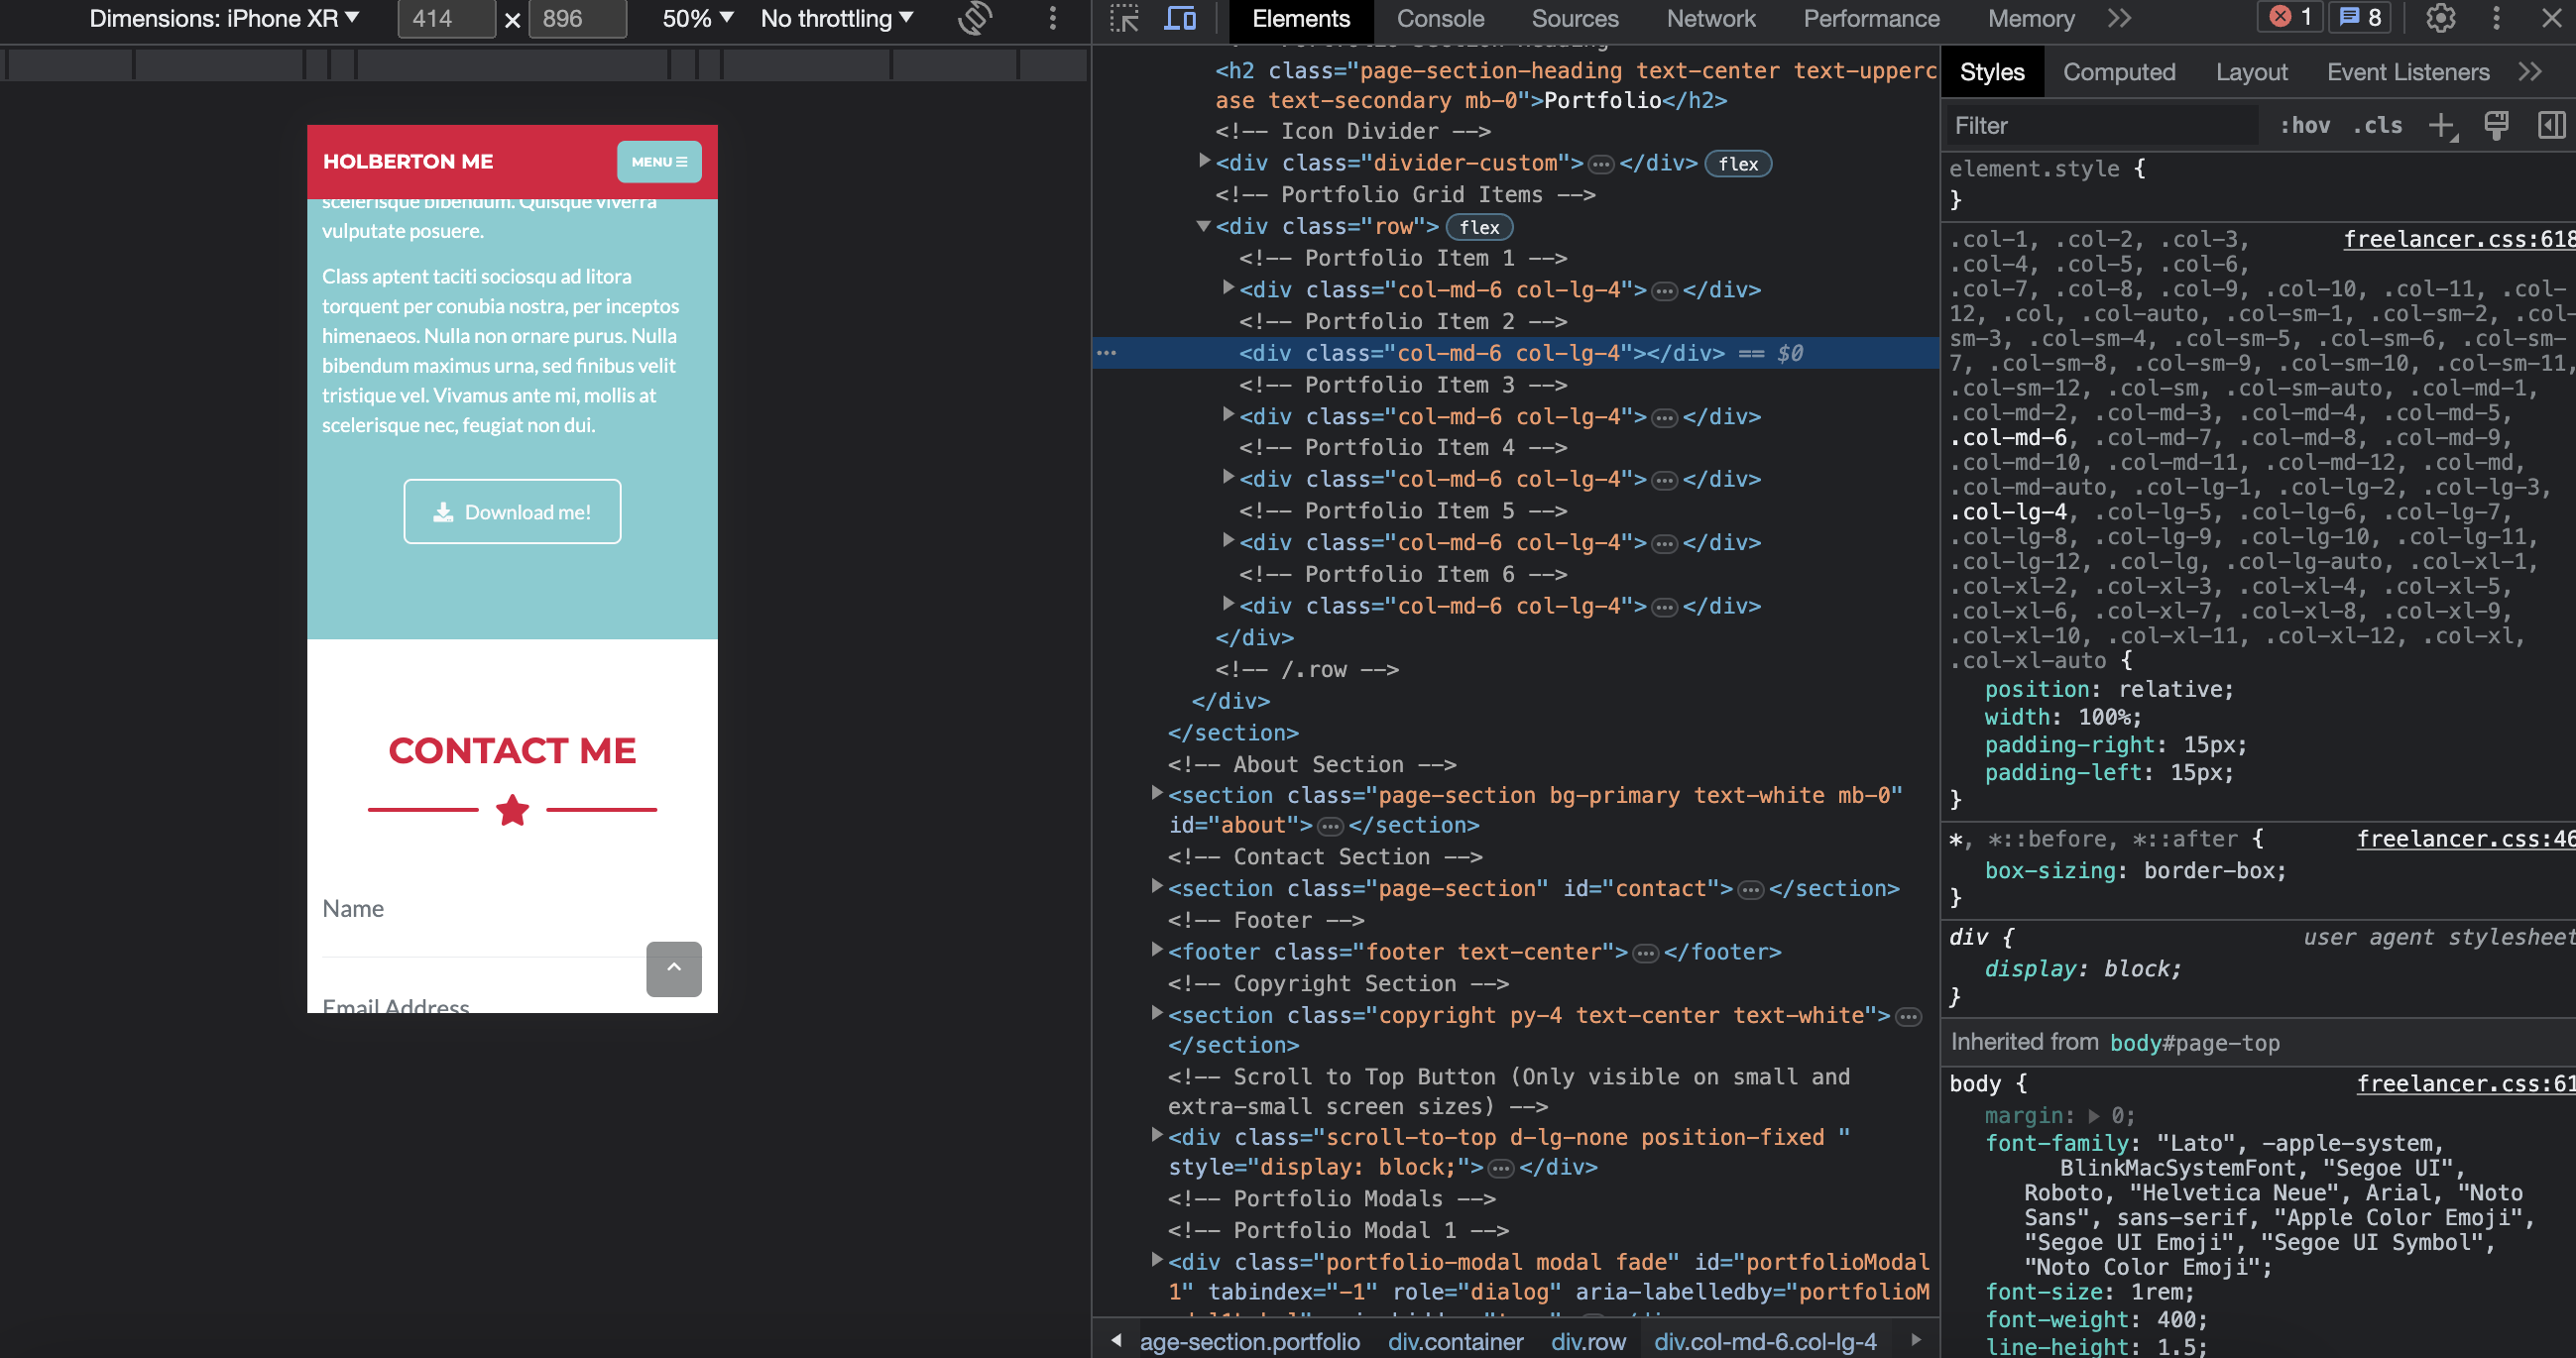 Dimensions: iPhone XR ▼ 414 × 896 50% ▼ No throttling ▼
HOLBERTON ME
MENU
scelerisque bibendum. Quisque viverra
vulputate posuere.
Class aptent taciti sociosqu ad litora
torquent per conubia nostra, per inceptos
himenaeos. Nulla non ornare purus. Nulla
bibendum maximus urna, sed finibus velit
tristique vel. Vivamus ante mi, mollis at
scelerisque nec, feugiat non dui.
Download me!
CONTACT ME
Name
Email Address
Elements Console Sources Network Performance Memory 1 8
<!-- Portfolio Section Heading
<h2 class="page-section-heading text-center text-upperc
ase text-secondary mb-0">Portfolio</h2>
<!-- Icon Divider -->
<div class="divider-custom">…</div> flex
<!-- Portfolio Grid Items -->
<div class="row"> flex
<!-- Portfolio Item 1 -->
<div class="col-md-6 col-lg-4">…</div>
<!-- Portfolio Item 2 -->
<div class="col-md-6 col-lg-4"></div> == $0
<!-- Portfolio Item 3 -->
<div class="col-md-6 col-lg-4">…</div>
<!-- Portfolio Item 4 -->
<div class="col-md-6 col-lg-4">…</div>
<!-- Portfolio Item 5 -->
<div class="col-md-6 col-lg-4">…</div>
<!-- Portfolio Item 6 -->
<div class="col-md-6 col-lg-4">…</div>
</div>
<!-- /.row -->
</div>
</section>
<!-- About Section -->
<section class="page-section bg-primary text-white mb-0"
id="about">…</section>
<!-- Contact Section -->
<section class="page-section" id="contact">…</section>
<!-- Footer -->
<footer class="footer text-center">…</footer>
<!-- Copyright Section -->
<section class="copyright py-4 text-center text-white">…
</section>
<!-- Scroll to Top Button (Only visible on small and
extra-small screen sizes) -->
<div class="scroll-to-top d-lg-none position-fixed "
style="display: block;">…</div>
<!-- Portfolio Modals -->
<!-- Portfolio Modal 1 -->
<div class="portfolio-modal modal fade" id="portfolioModal
1" tabindex="-1" role="dialog" aria-labelledby="portfolioM
age-section.portfolio div.container div.row div.col-md-6.col-lg-4
Styles Computed Layout Event Listeners
Filter :hov .cls
element.style {
}
.col-1, .col-2, .col-3, freelancer.css:618
.col-4, .col-5, .col-6,
.col-7, .col-8, .col-9, .col-10, .col-11, .col-
12, .col, .col-auto, .col-sm-1, .col-sm-2, .col-
sm-3, .col-sm-4, .col-sm-5, .col-sm-6, .col-sm-
7, .col-sm-8, .col-sm-9, .col-sm-10, .col-sm-11,
.col-sm-12, .col-sm, .col-sm-auto, .col-md-1,
.col-md-2, .col-md-3, .col-md-4, .col-md-5,
.col-md-6, .col-md-7, .col-md-8, .col-md-9,
.col-md-10, .col-md-11, .col-md-12, .col-md,
.col-md-auto, .col-lg-1, .col-lg-2, .col-lg-3,
.col-lg-4, .col-lg-5, .col-lg-6, .col-lg-7,
.col-lg-8, .col-lg-9, .col-lg-10, .col-lg-11,
.col-lg-12, .col-lg, .col-lg-auto, .col-xl-1,
.col-xl-2, .col-xl-3, .col-xl-4, .col-xl-5,
.col-xl-6, .col-xl-7, .col-xl-8, .col-xl-9,
.col-xl-10, .col-xl-11, .col-xl-12, .col-xl,
.col-xl-auto {
position: relative;
width: 100%;
padding-right: 15px;
padding-left: 15px;
}
*, *::before, *::after { freelancer.css:46
box-sizing: border-box;
}
div { user agent stylesheet
display: block;
}
Inherited from body#page-top
body { freelancer.css:61
margin: ▶ 0;
font-family: "Lato", -apple-system,
BlinkMacSystemFont, "Segoe UI",
Roboto, "Helvetica Neue", Arial, "Noto
Sans", sans-serif, "Apple Color Emoji",
"Segoe UI Emoji", "Segoe UI Symbol",
"Noto Color Emoji";
font-size: 1rem;
font-weight: 400;
line-height: 1.5;